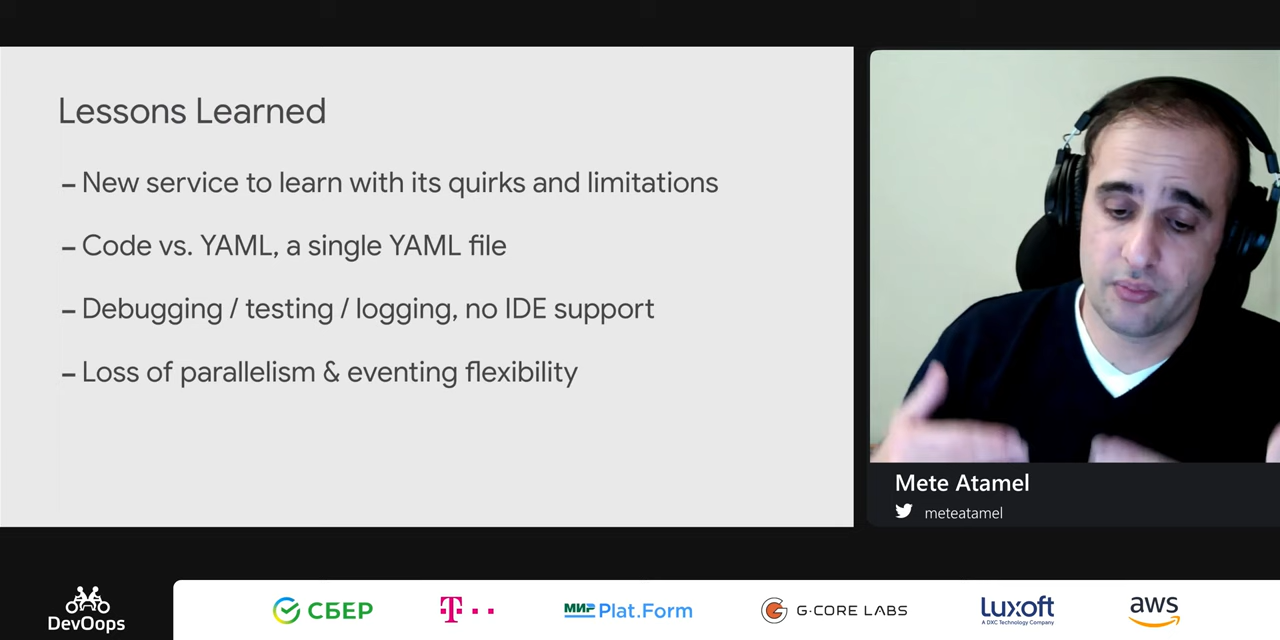 Lessons Learned
– New service to learn with its quirks and limitations
– Code vs. YAML, a single YAML file
– Debugging / testing / logging, no IDE support
– Loss of parallelism & eventing flexibility
Mete Atamel
meteatamel
DevOops
СБЕР
T
МИР Plat.Form
G·CORE LABS
luxoft
A DXC Technology Company
aws